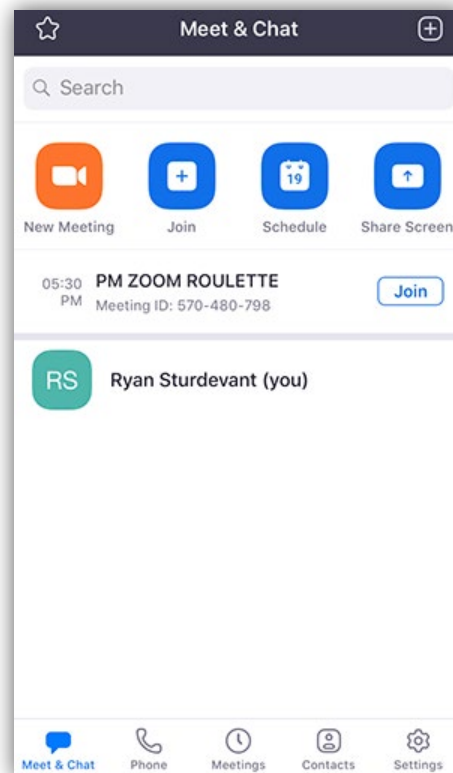 Meet & Chat
Search
19
New Meeting Join Schedule Share Screen
05:30 PM ZOOM ROULETTE Join
PM Meeting ID: 570-480-798
RS Ryan Sturdevant (you)
Meet & Chat Phone Meetings Contacts Settings